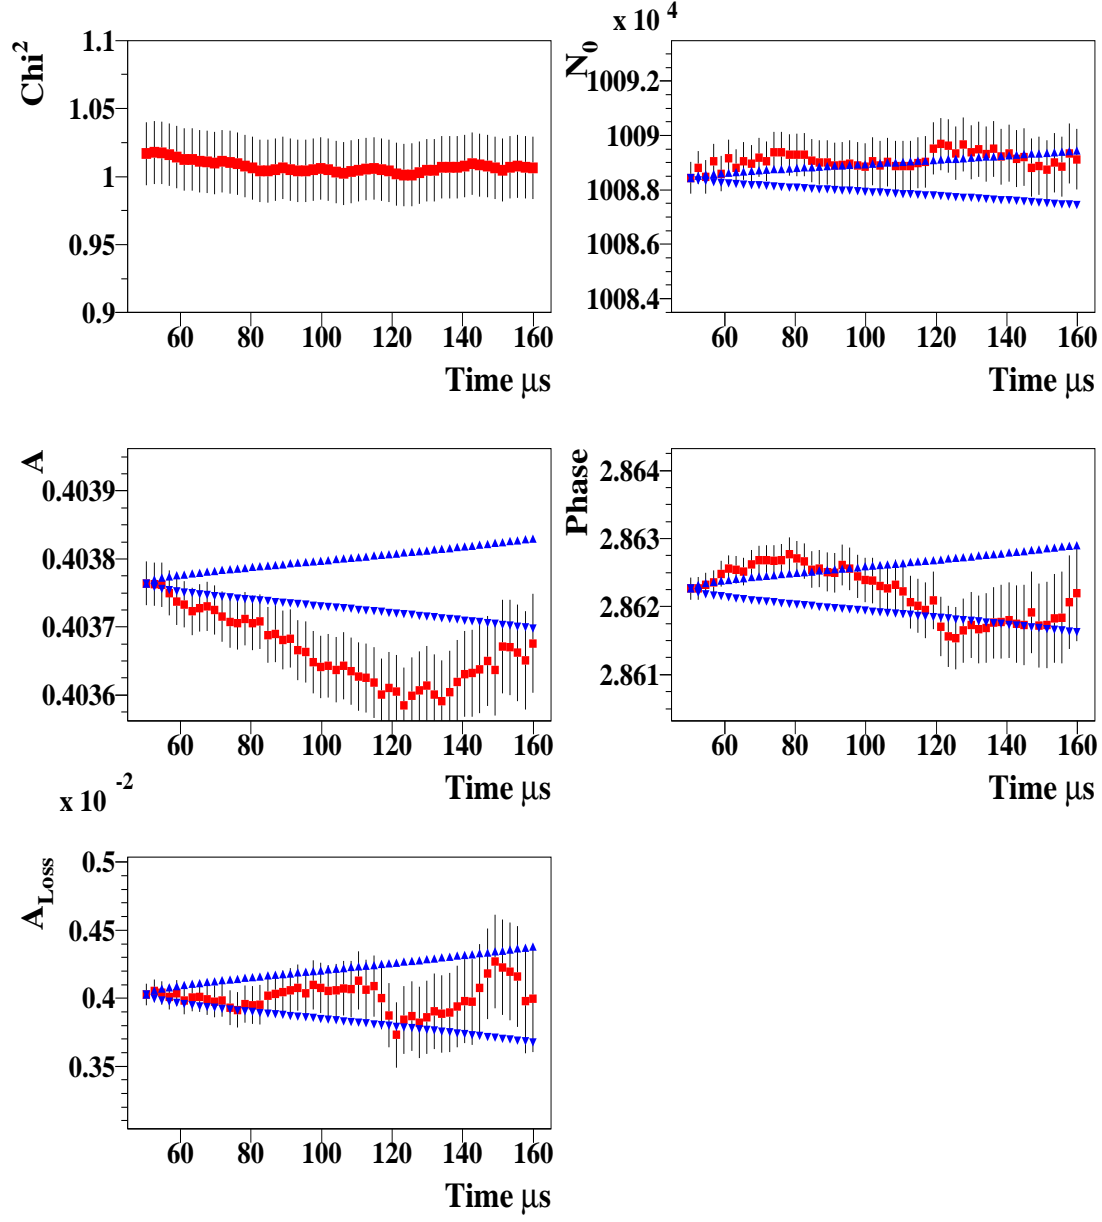 Chi²
1.1
1.05
1
0.95
0.9
60 80 100 120 140 160
Time μs
x 10⁴
N₀
1009.2
1009
1008.8
1008.6
1008.4
60 80 100 120 140 160
Time μs
A
0.4039
0.4038
0.4037
0.4036
60 80 100 120 140 160
Time μs
Phase
2.864
2.863
2.862
2.861
60 80 100 120 140 160
Time μs
x 10⁻²
A_Loss
0.5
0.45
0.4
0.35
60 80 100 120 140 160
Time μs